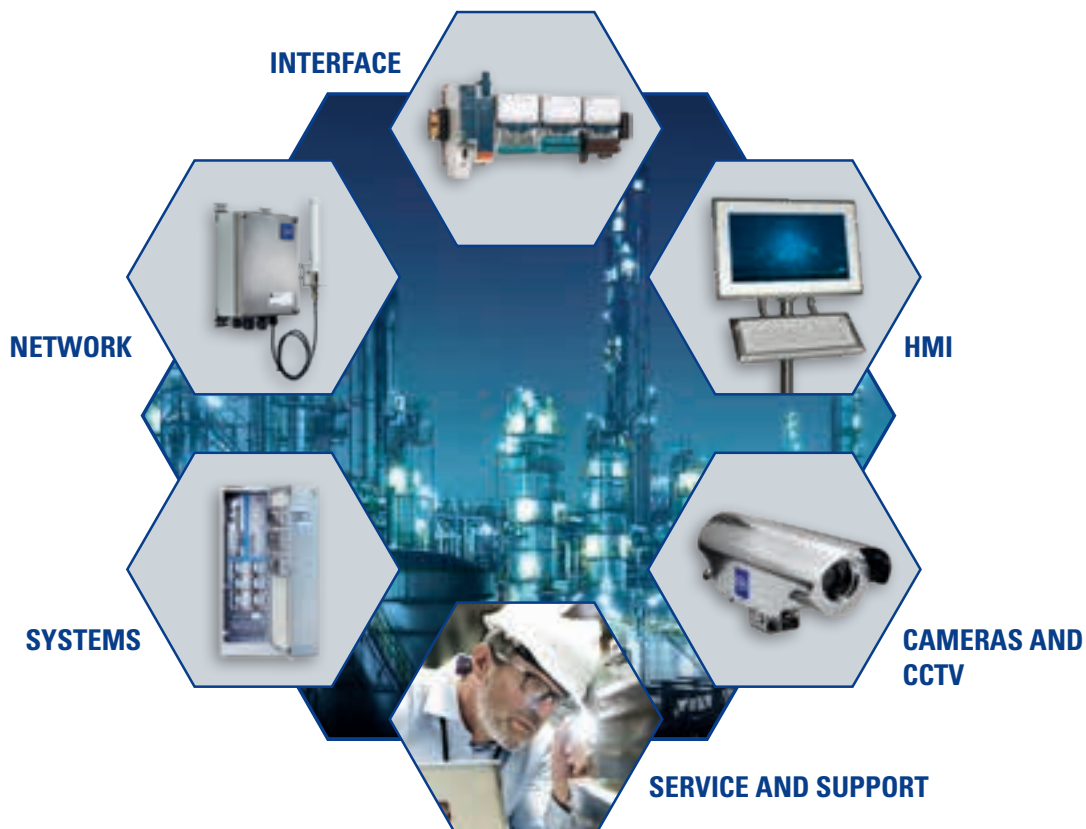 INTERFACE
NETWORK
HMI
SYSTEMS
CAMERAS AND
CCTV
SERVICE AND SUPPORT